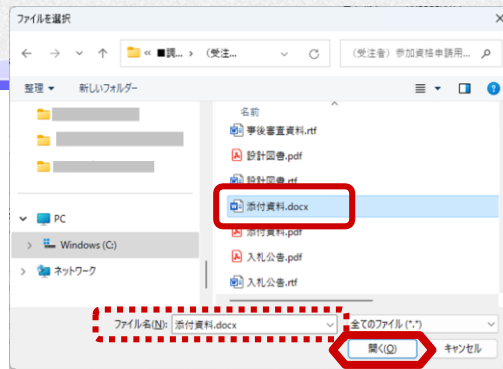 ファイルを選択
« ■調... › (受注...
(受注者) 参加資格申請用...
整理 新しいフォルダー
名前
事後審査資料.rtf
設計図書.pdf
設計図書.rtf
添付資料.docx
添付資料.pdf
入札公告.pdf
入札公告.rtf
PC
Windows (C:)
ネットワーク
ファイル名(N): 添付資料.docx
全てのファイル (*.*)
開く(O) キャンセル